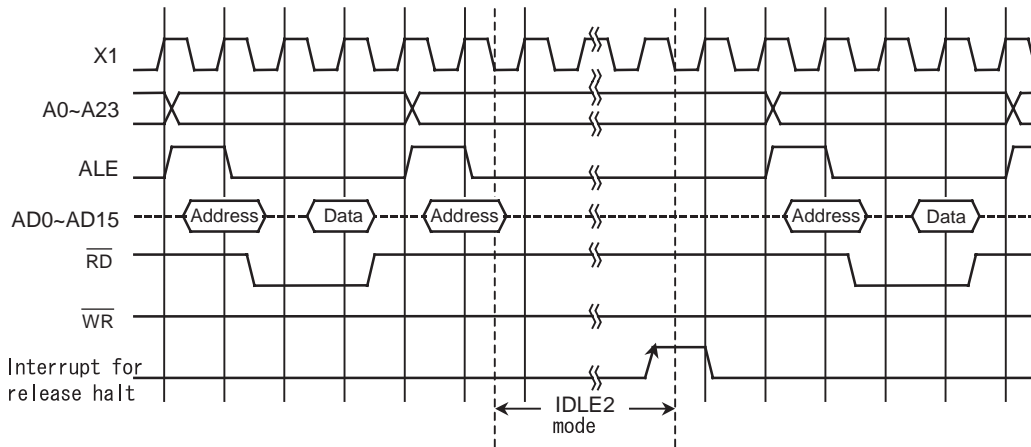 X1
A0~A23
ALE
AD0~AD15
Address
Data
Address
Address
Data
RD
WR
Interrupt for
release halt
IDLE2
mode